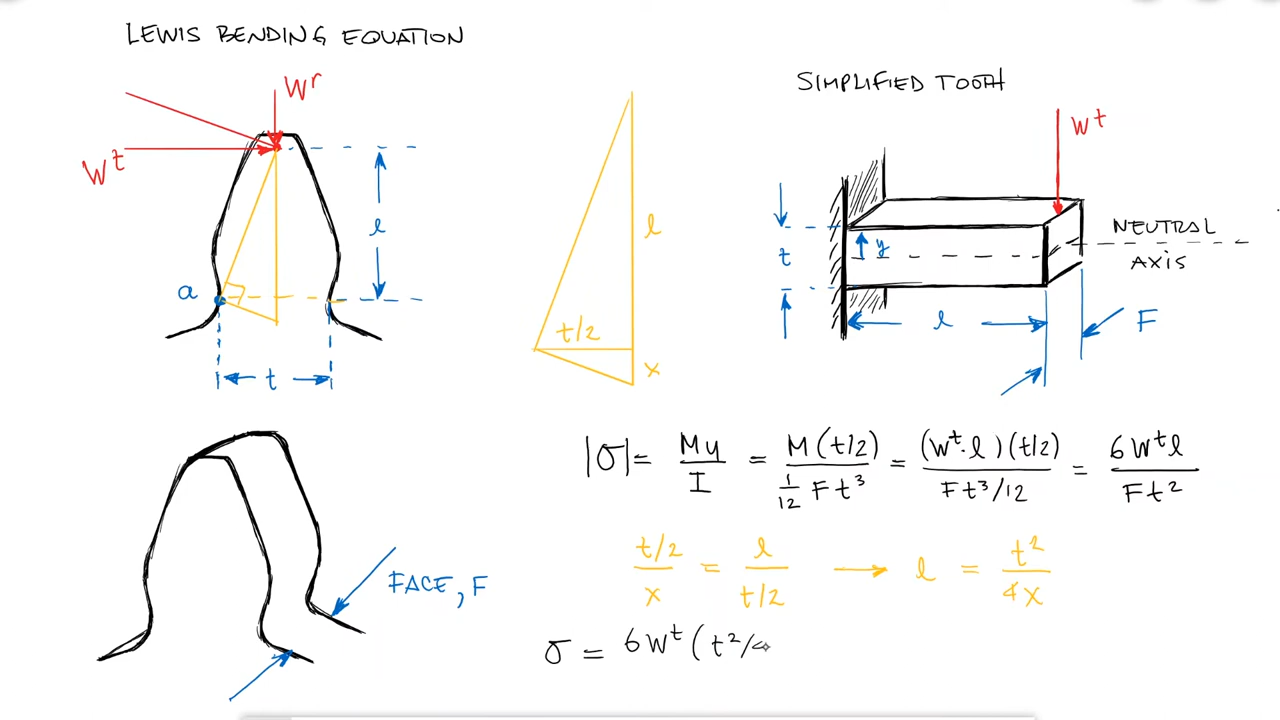 LEWIS BENDING EQUATION
Wʳ
Wᵗ
l
a
t
l
t/2
x
SIMPLIFIED TOOTH
Wᵗ
NEUTRAL
AXIS
t
y
l
F
FACE, F
|σ| = My/I = M(t/2)/(1/12 Ft³) = (Wᵗ·l)(t/2)/(Ft³/12) = 6Wᵗl/Ft²
(t/2)/x = l/(t/2) → l = t²/4x
σ = 6Wᵗ(t²/